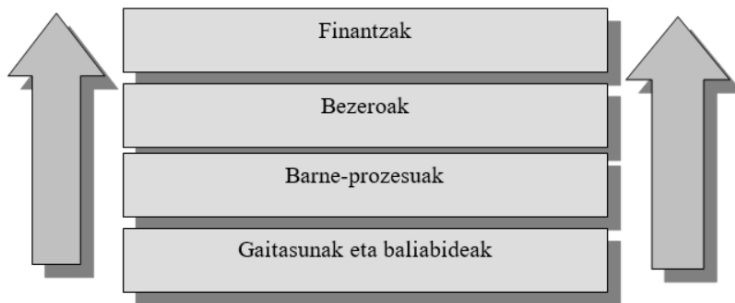 Finantzak
Bezeroak
Barne-prozesuak
Gaitasunak eta baliabideak